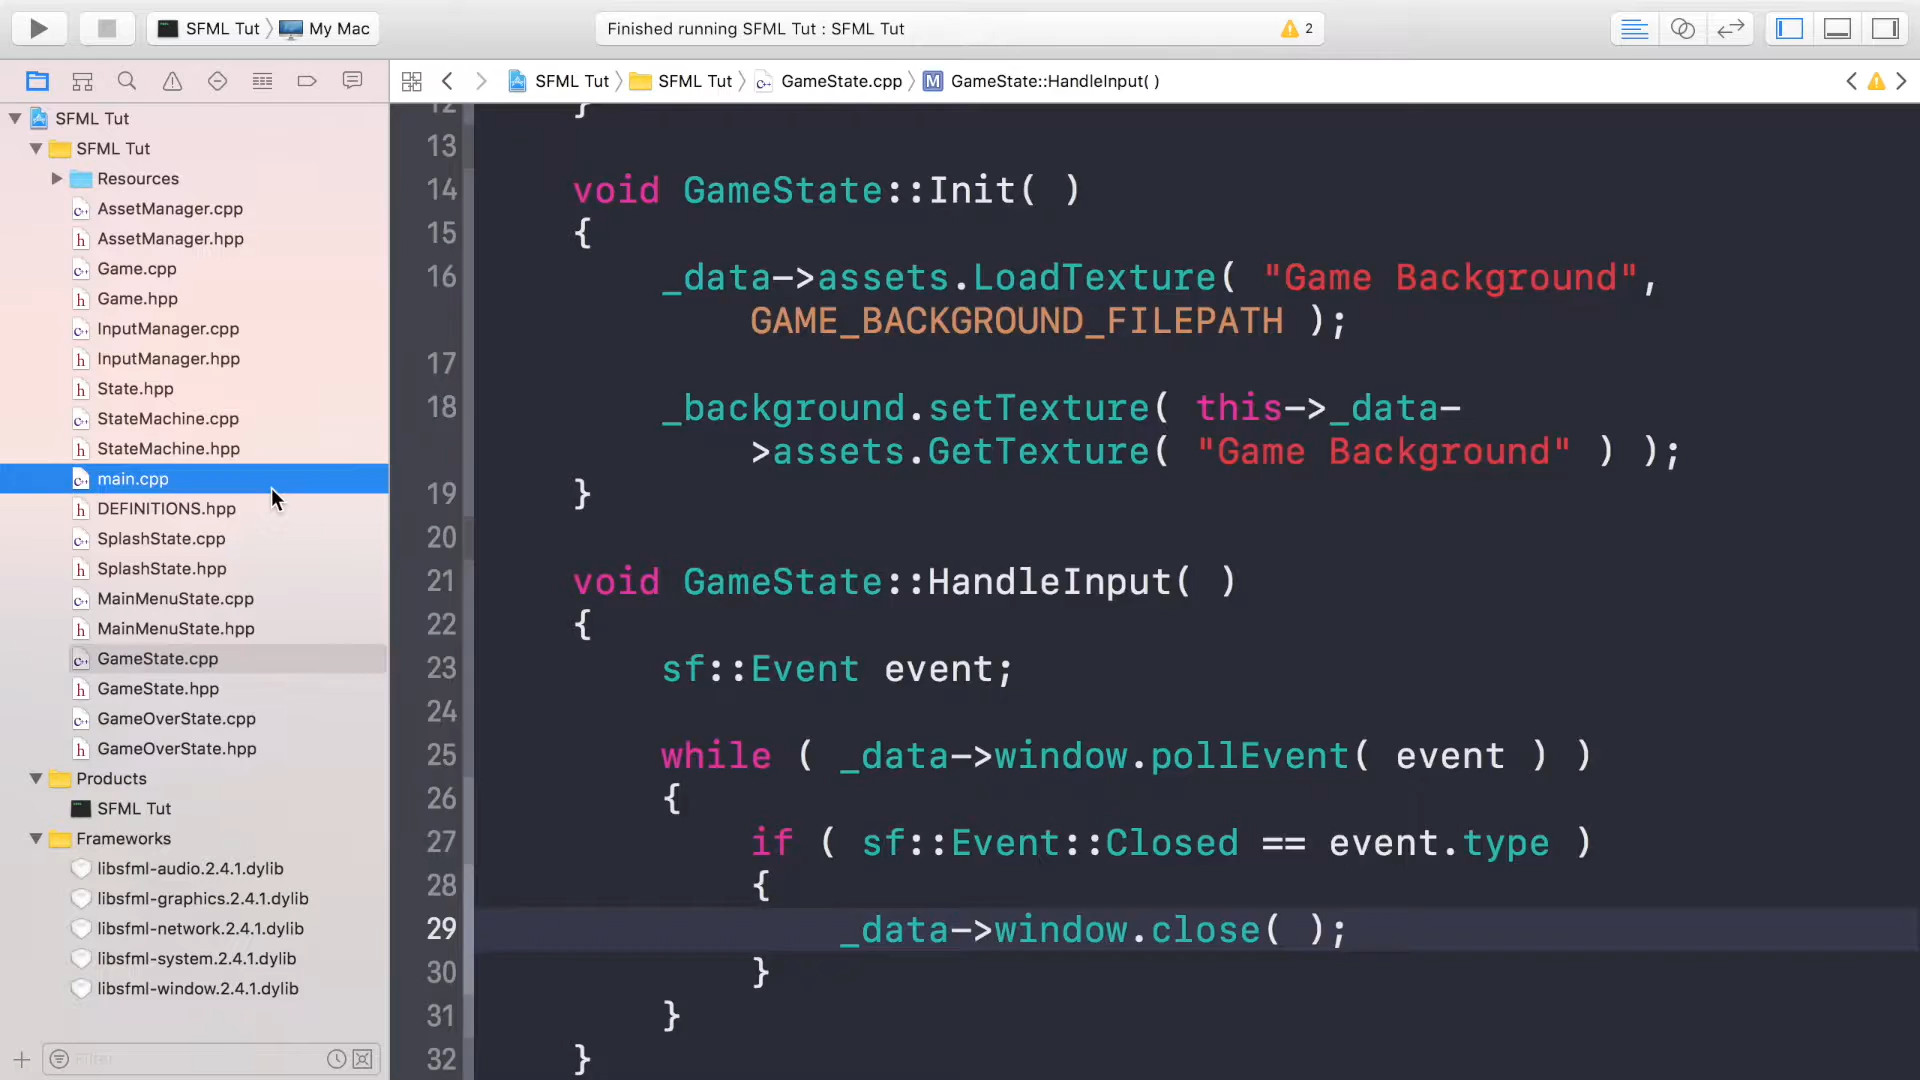 SFML Tut
My Mac
Finished running SFML Tut : SFML Tut
2
SFML Tut
SFML Tut
GameState.cpp
M
GameState::HandleInput( )
SFML Tut
SFML Tut
Resources
AssetManager.cpp
AssetManager.hpp
Game.cpp
Game.hpp
InputManager.cpp
InputManager.hpp
State.hpp
StateMachine.cpp
StateMachine.hpp
main.cpp
DEFINITIONS.hpp
SplashState.cpp
SplashState.hpp
MainMenuState.cpp
MainMenuState.hpp
GameState.cpp
GameState.hpp
GameOverState.cpp
GameOverState.hpp
Products
SFML Tut
Frameworks
libsfml-audio.2.4.1.dylib
libsfml-graphics.2.4.1.dylib
libsfml-network.2.4.1.dylib
libsfml-system.2.4.1.dylib
libsfml-window.2.4.1.dylib
Filter
12 }
13
14 void GameState::Init( )
15 {
16 _data->assets.LoadTexture( "Game Background",
GAME_BACKGROUND_FILEPATH );
17
18 _background.setTexture( this->_data-
>assets.GetTexture( "Game Background" ) );
19 }
20
21 void GameState::HandleInput( )
22 {
23 sf::Event event;
24
25 while ( _data->window.pollEvent( event ) )
26 {
27 if ( sf::Event::Closed == event.type )
28 {
29 _data->window.close( );
30 }
31 }
32 }